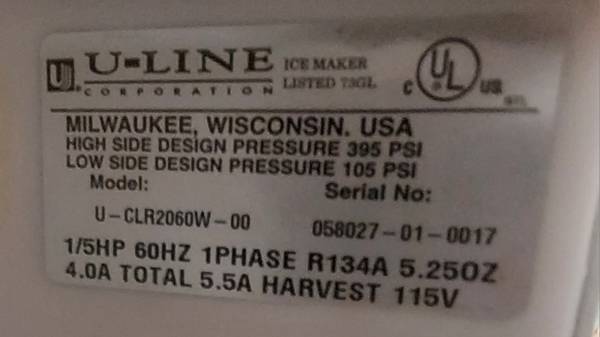 U U-LINE ICE MAKER
CORPORATION LISTED 73GL
C UL US
MILWAUKEE, WISCONSIN. USA
HIGH SIDE DESIGN PRESSURE 395 PSI
LOW SIDE DESIGN PRESSURE 105 PSI
Model: Serial No:
U-CLR2060W-00 058027-01-0017
1/5HP 60HZ 1PHASE R134A 5.25OZ
4.0A TOTAL 5.5A HARVEST 115V